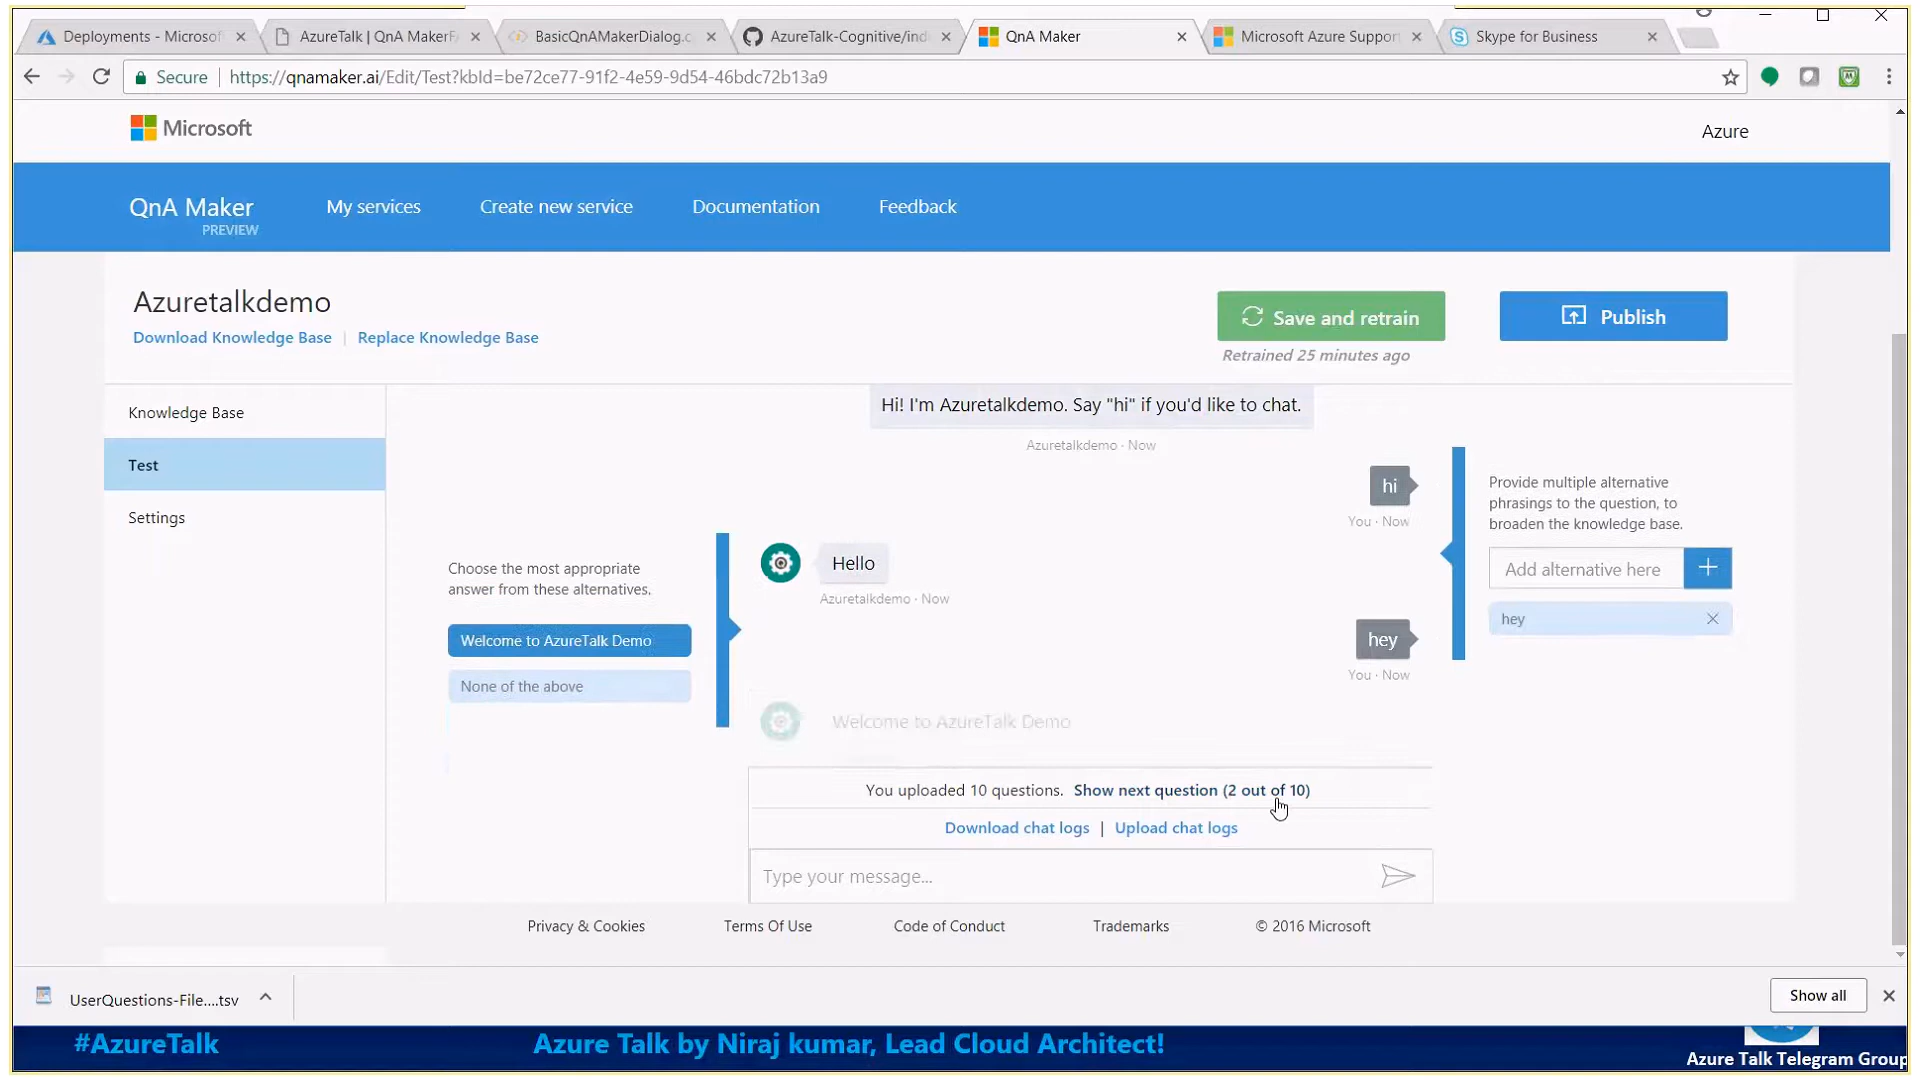 Deployments - Microsof
AzureTalk | QnA MakerF
BasicQnAMakerDialog.c
AzureTalk-Cognitive/ind
QnA Maker
Microsoft Azure Support
Skype for Business
Secure
https://qnamaker.ai/Edit/Test?kbId=be72ce77-91f2-4e59-9d54-46bdc72b13a9
Microsoft
Azure
QnA Maker
PREVIEW
My services
Create new service
Documentation
Feedback
Azuretalkdemo
Download Knowledge Base | Replace Knowledge Base
Save and retrain
Retrained 25 minutes ago
Publish
Knowledge Base
Test
Settings
Hi! I'm Azuretalkdemo. Say "hi" if you'd like to chat.
Azuretalkdemo · Now
hi
You · Now
Provide multiple alternative
phrasings to the question, to
broaden the knowledge base.
Add alternative here
hey
Choose the most appropriate
answer from these alternatives.
Welcome to AzureTalk Demo
None of the above
Hello
Azuretalkdemo · Now
hey
You · Now
Welcome to AzureTalk Demo
You uploaded 10 questions. Show next question (2 out of 10)
Download chat logs | Upload chat logs
Type your message...
Privacy & Cookies
Terms Of Use
Code of Conduct
Trademarks
© 2016 Microsoft
UserQuestions-File....tsv
Show all
#AzureTalk
Azure Talk by Niraj kumar, Lead Cloud Architect!
Azure Talk Telegram Group